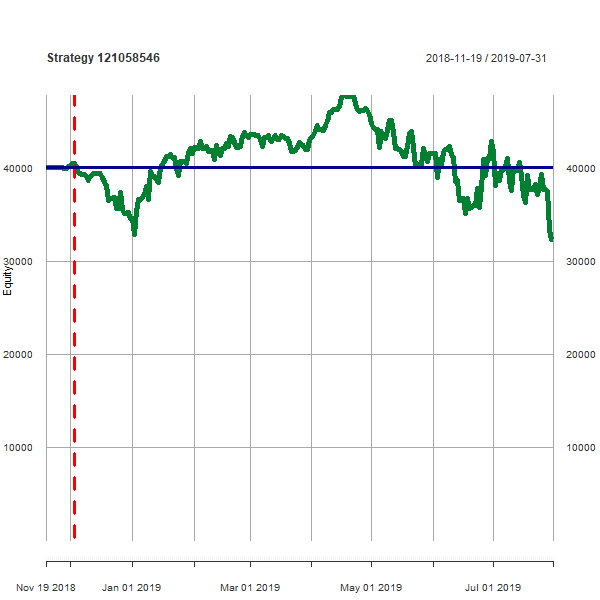 Strategy 121058546
2018-11-19 / 2019-07-31
40000
40000
30000
30000
Equity
20000
20000
10000
10000
Nov 19 2018
Jan 01 2019
Mar 01 2019
May 01 2019
Jul 01 2019